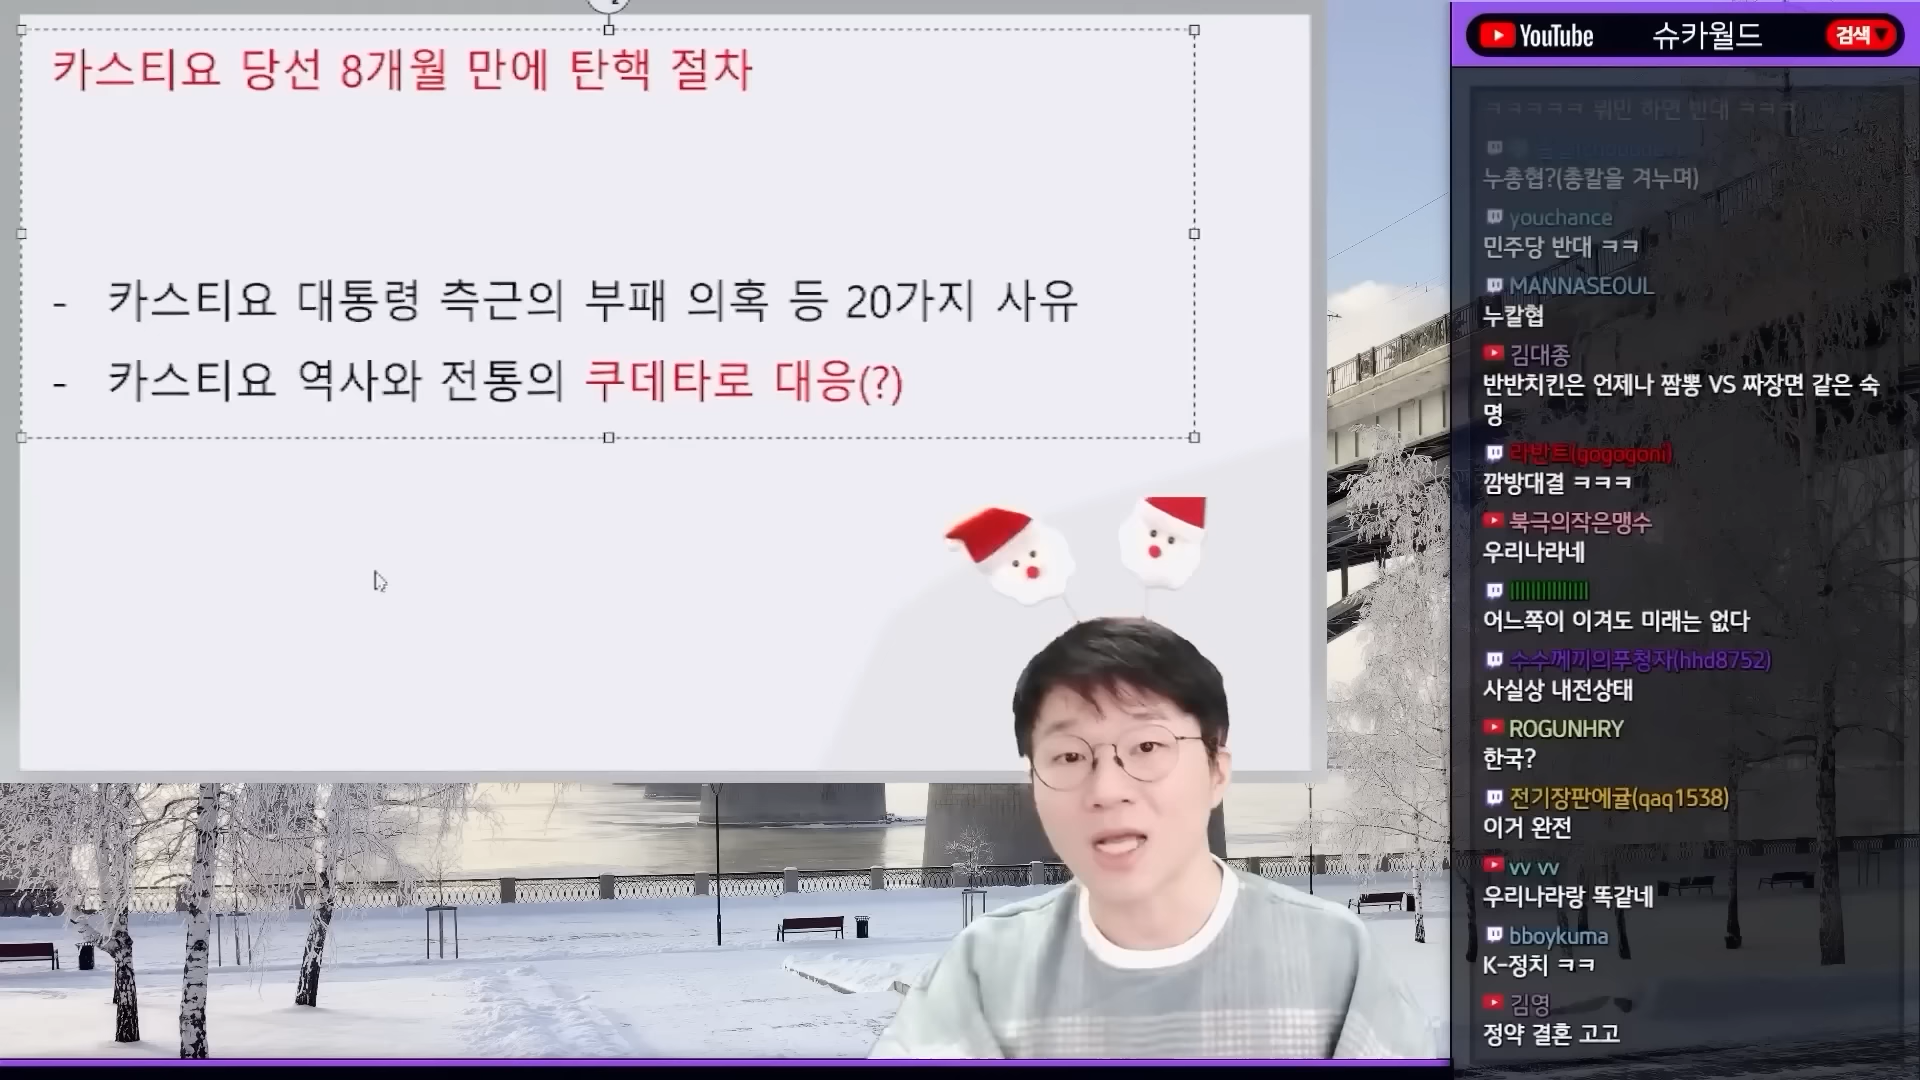 카스티요 당선 8개월 만에 탄핵 절차
- 카스티요 대통령 측근의 부패 의혹 등 20가지 사유
- 카스티요 역사와 전통의 쿠데타로 대응(?)
YouTube 슈카월드 검색
ㅋㅋㅋㅋㅋ 뭐민 하면 반대 ㅋㅋㅋ
누총협?(총칼을 겨누며)
youchance
민주당 반대 ㅋㅋ
MANNASEOUL
누칼협
김대종
반반치킨은 언제나 짬뽕 VS 짜장면 같은 숙
명
라반트(gogogoni)
깜방대결 ㅋㅋㅋ
북극의작은맹수
우리나라네
어느쪽이 이겨도 미래는 없다
수수께끼의푸청자(hhd8752)
사실상 내전상태
ROGUNHRY
한국?
전기장판에귤(qaq1538)
이거 완전
vv vv
우리나라랑 똑같네
bboykuma
K-정치 ㅋㅋ
김영
정약 결혼 고고